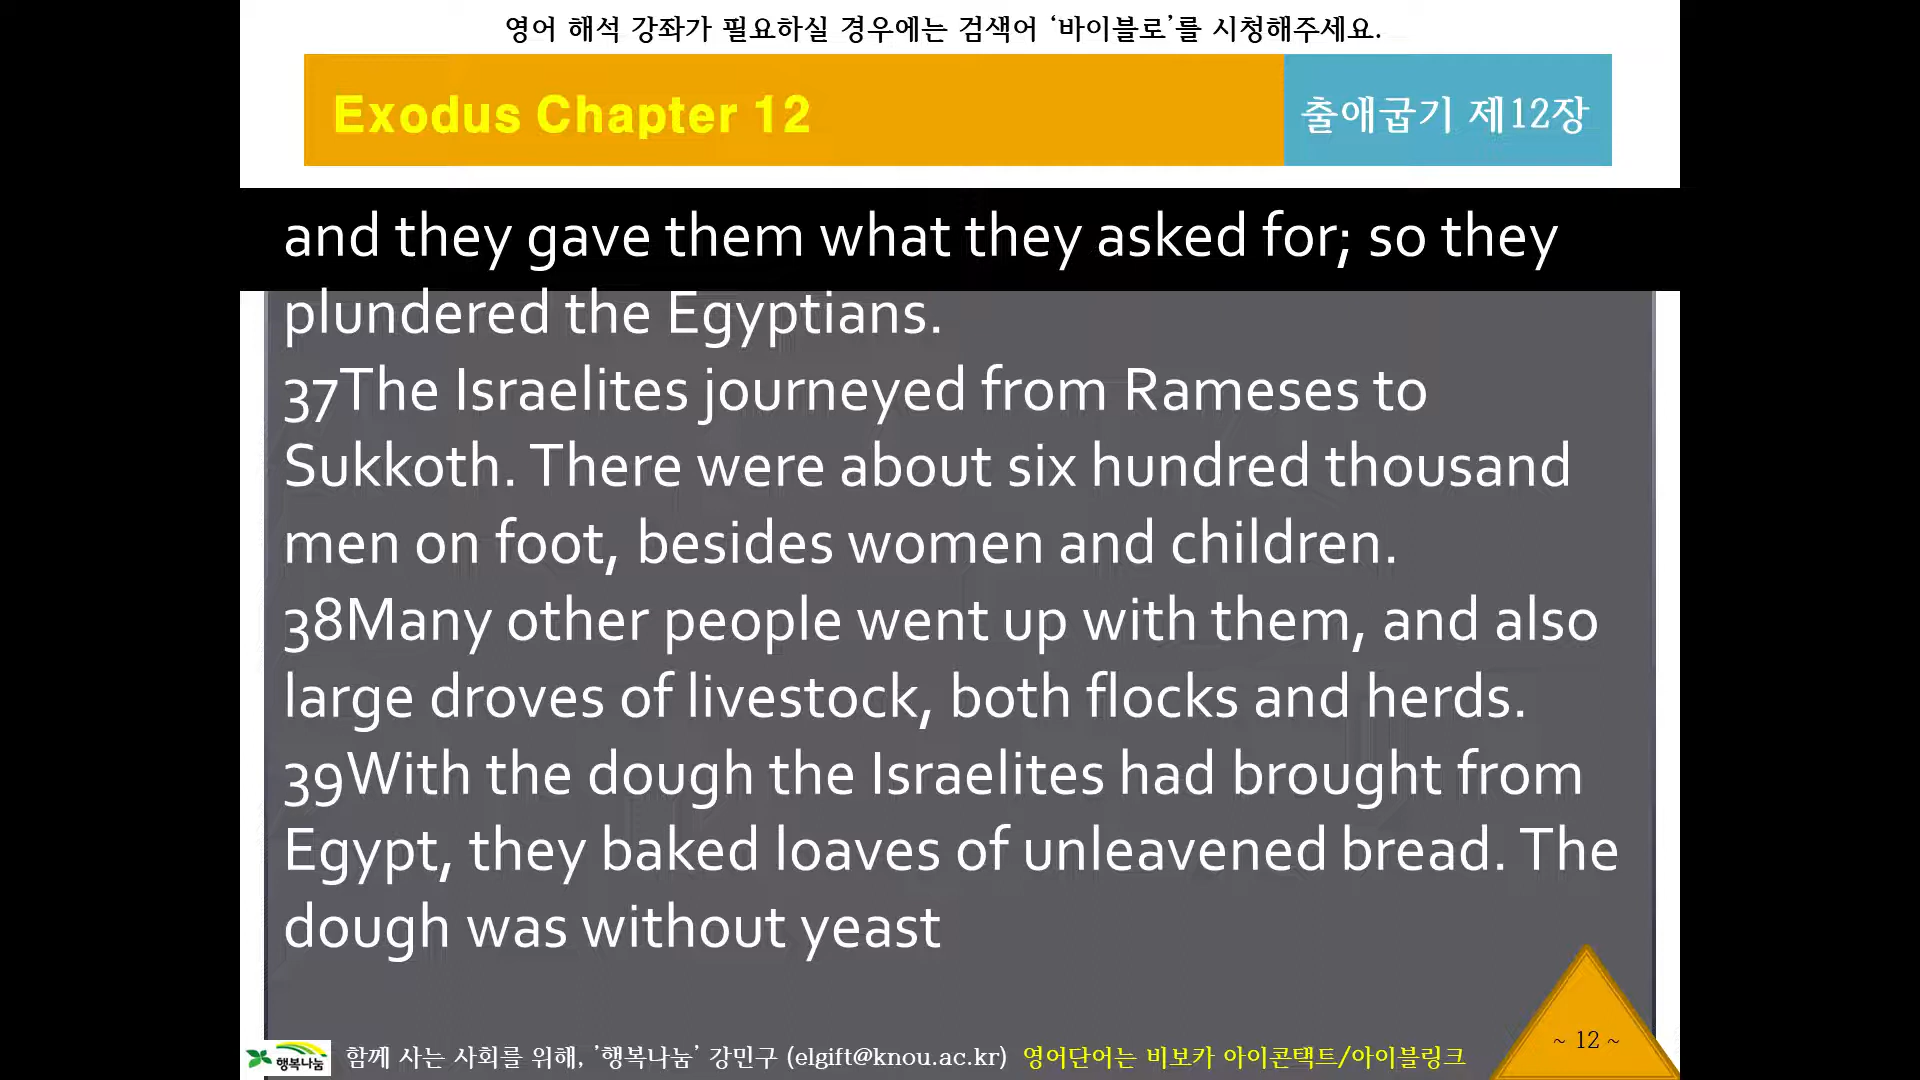 영어 해석 강좌가 필요하실 경우에는 검색어 ‘바이블로’를 시청해주세요.
Exodus Chapter 12
출애굽기 제12장
and they gave them what they asked for; so they
plundered the Egyptians.
37The Israelites journeyed from Rameses to
Sukkoth. There were about six hundred thousand
men on foot, besides women and children.
38Many other people went up with them, and also
large droves of livestock, both flocks and herds.
39With the dough the Israelites had brought from
Egypt, they baked loaves of unleavened bread. The
dough was without yeast
~ 12 ~
행복나눔
함께 사는 사회를 위해, ’행복나눔’ 강민구 (elgift@knou.ac.kr) 영어단어는 비보카 아이콘택트/아이블링크